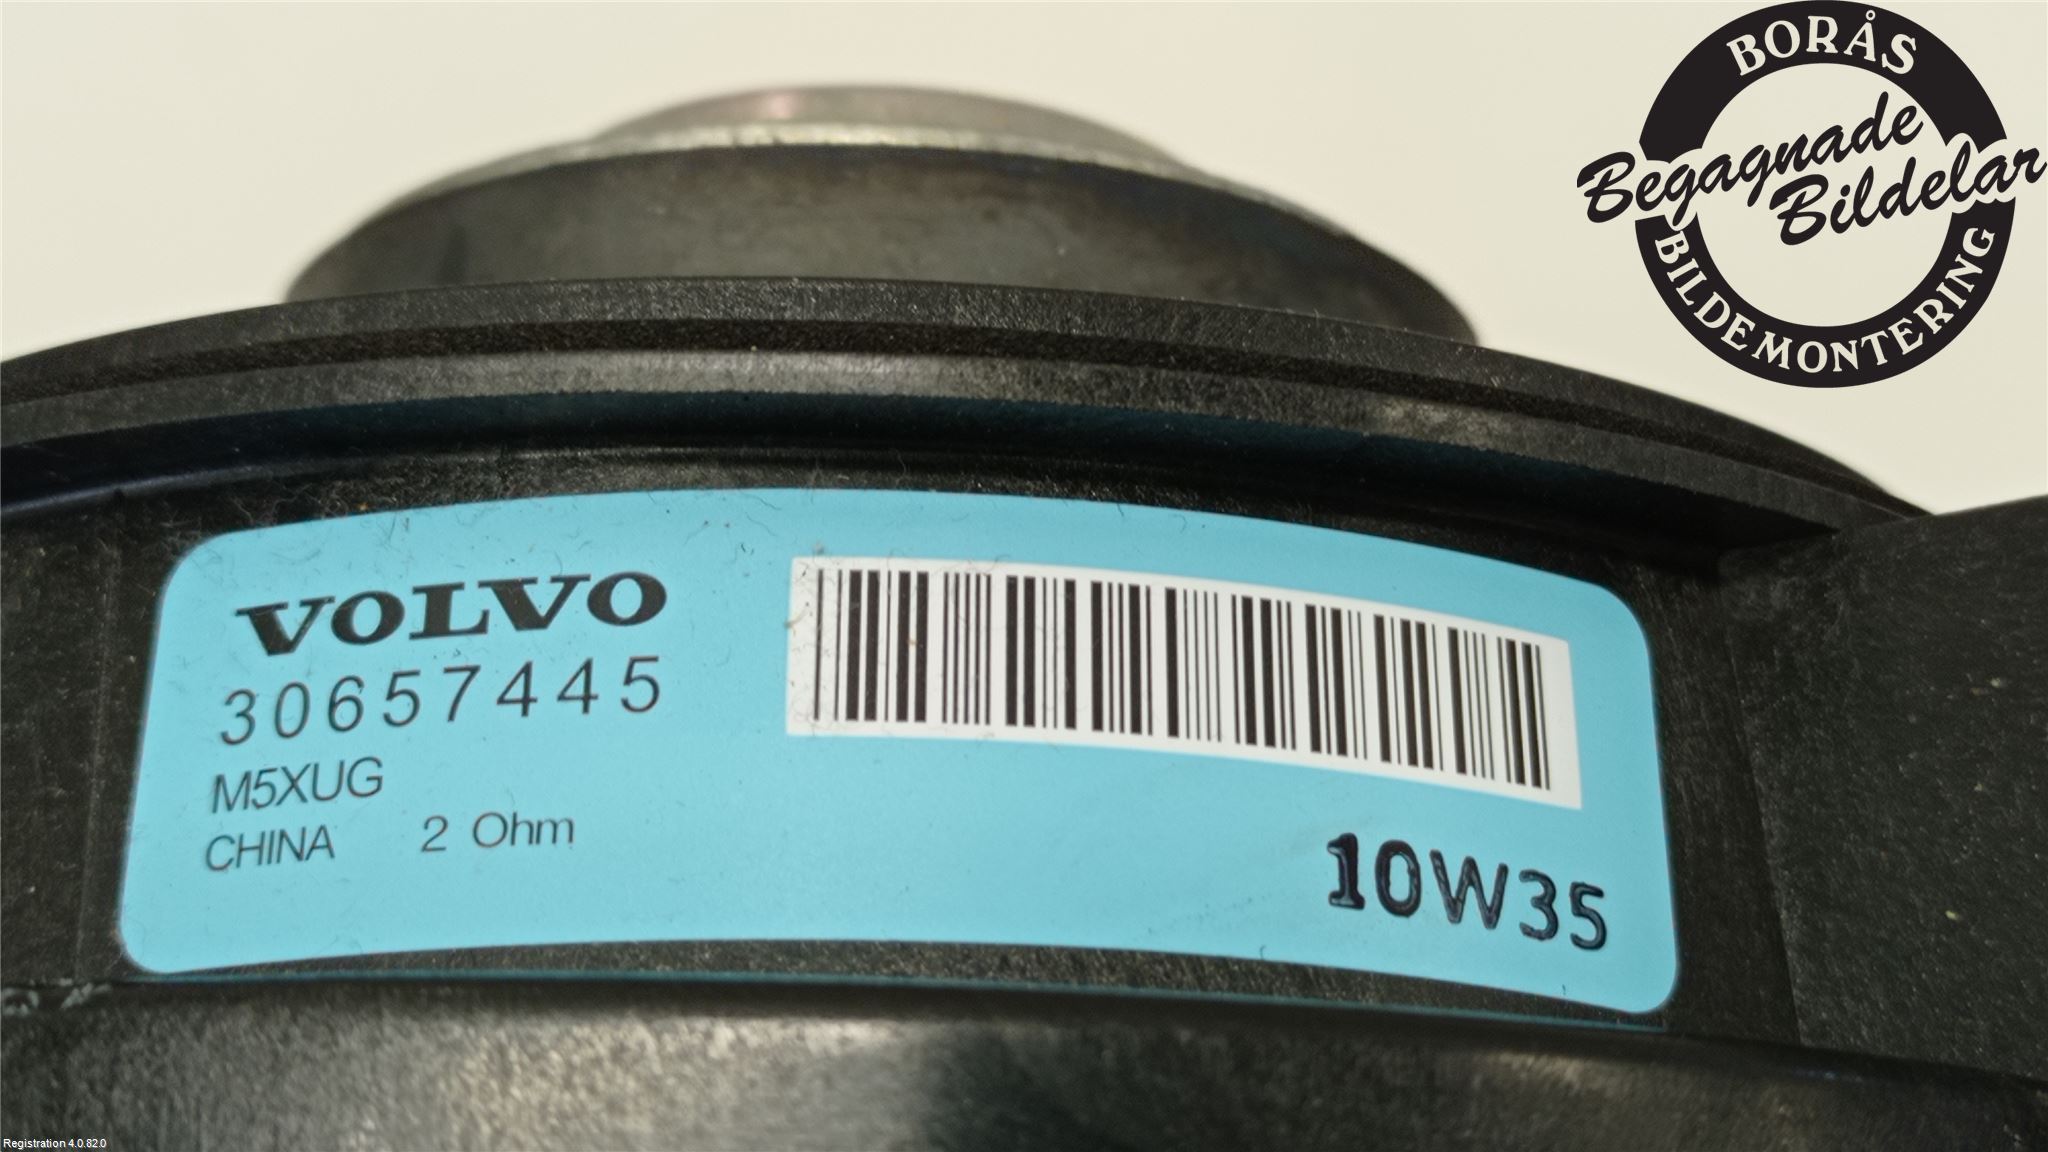 BORÅS
Begagnade
Bildelar
BILDEMONTERING
VOLVO
30657445
M5XUG
CHINA 2 Ohm
10W35
Registration 4.0.82.0